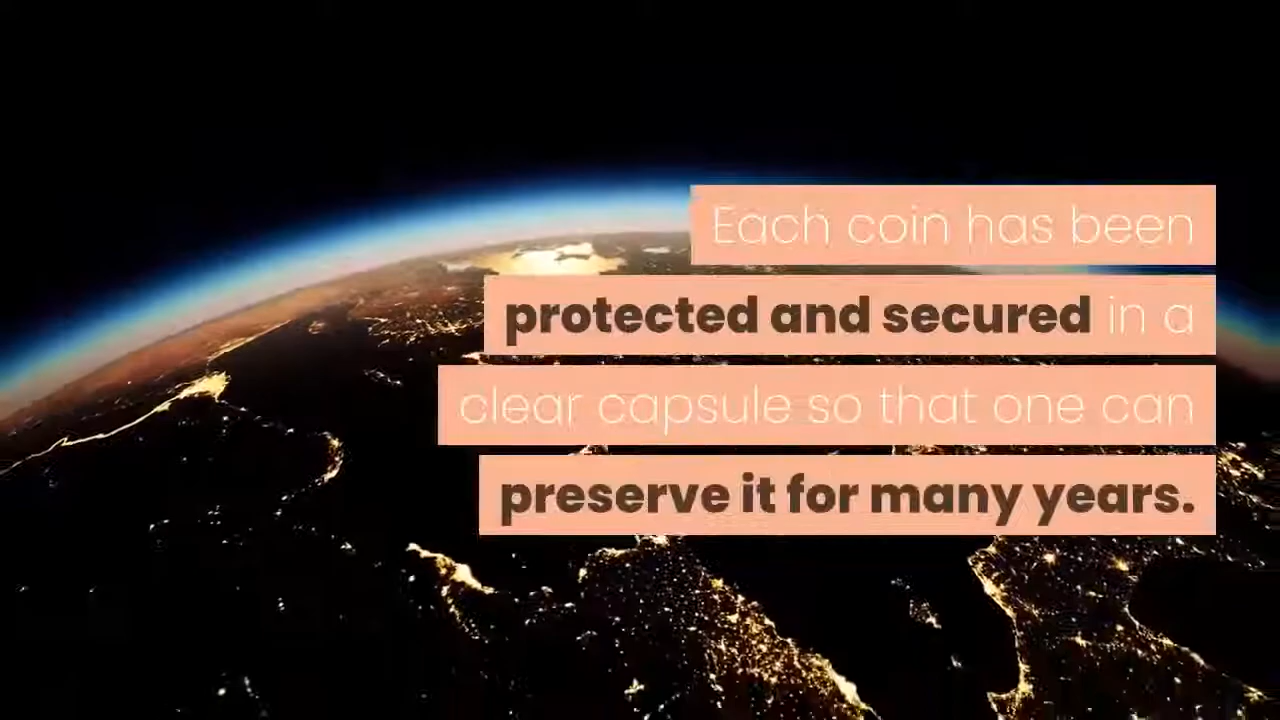 Each coin has been
protected and secured in a
clear capsule so that one can
preserve it for many years.